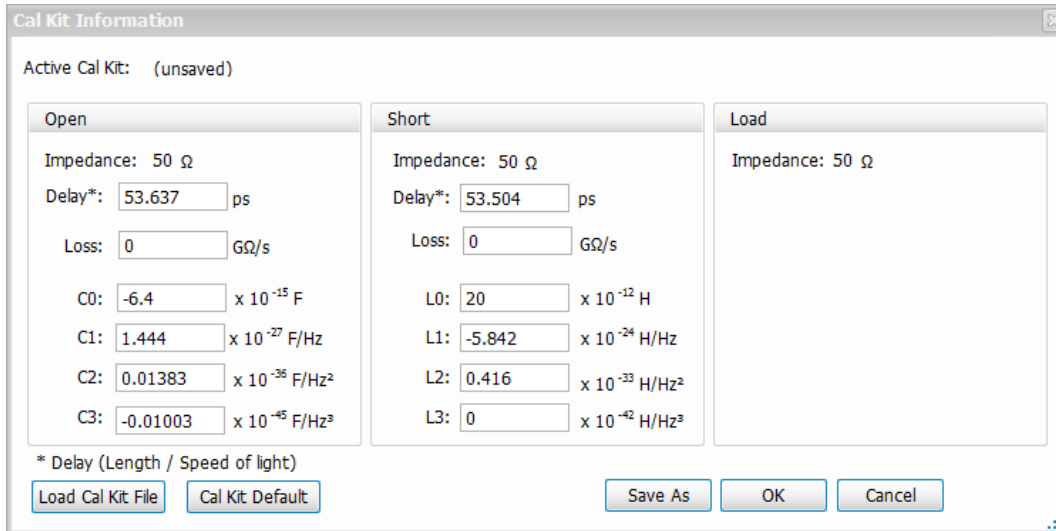 Cal Kit Information
Active Cal Kit: (unsaved)
Open
Impedance: 50 Ω
Delay*: 53.637 ps
Loss: 0 GΩ/s
C0: -6.4 x 10⁻¹⁵ F
C1: 1.444 x 10⁻²⁷ F/Hz
C2: 0.01383 x 10⁻³⁶ F/Hz²
C3: -0.01003 x 10⁻⁴⁵ F/Hz³
Short
Impedance: 50 Ω
Delay*: 53.504 ps
Loss: 0 GΩ/s
L0: 20 x 10⁻¹² H
L1: -5.842 x 10⁻²⁴ H/Hz
L2: 0.416 x 10⁻³³ H/Hz²
L3: 0 x 10⁻⁴² H/Hz³
Load
Impedance: 50 Ω
* Delay (Length / Speed of light)
Load Cal Kit File
Cal Kit Default
Save As
OK
Cancel